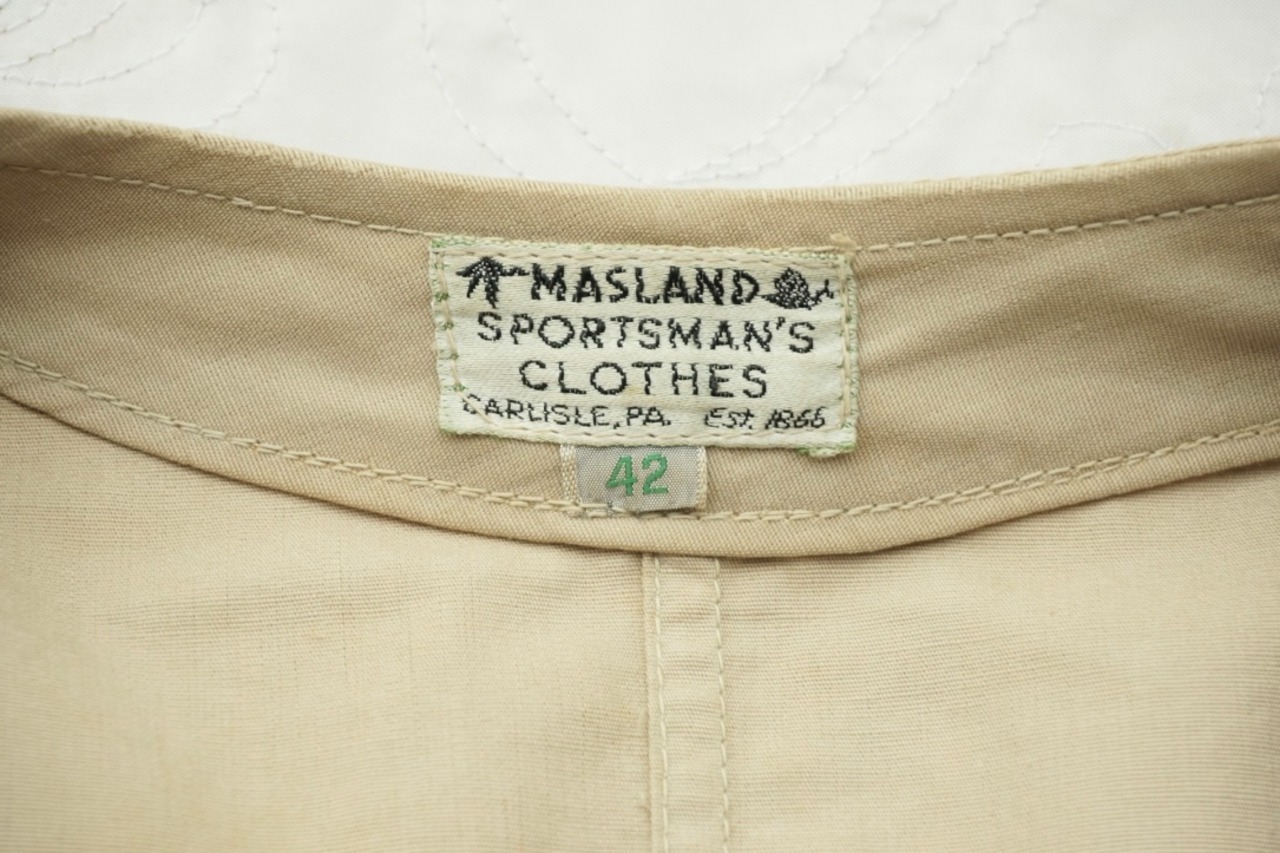 MASLAND
SPORTSMAN'S
CLOTHES
CARLISLE, PA. Est. 1866
42